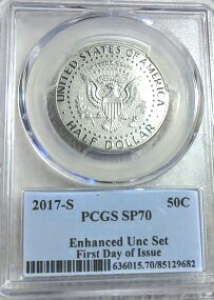 UNITED STATES OF AMERICA
HALF DOLLAR
2017-S 50C
PCGS SP70
Enhanced Unc Set
First Day of Issue
636015.70/85129682